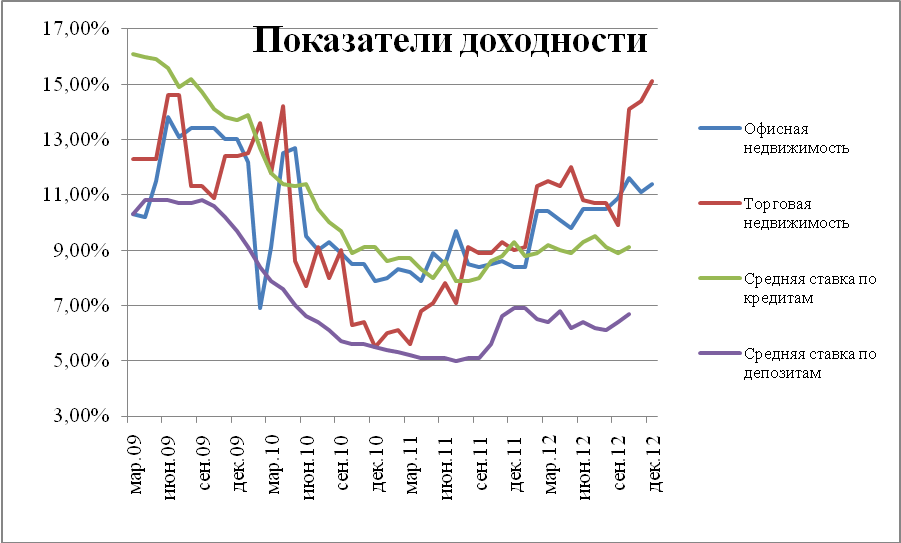 Показатели доходности
17,00%
15,00%
13,00%
11,00%
9,00%
7,00%
5,00%
3,00%
мар.09
июн.09
сен.09
дек.09
мар.10
июн.10
сен.10
дек.10
мар.11
июн.11
сен.11
дек.11
мар.12
июн.12
сен.12
дек.12
Офисная
недвижимость
Торговая
недвижимость
Средняя ставка по
кредитам
Средняя ставка по
депозитам